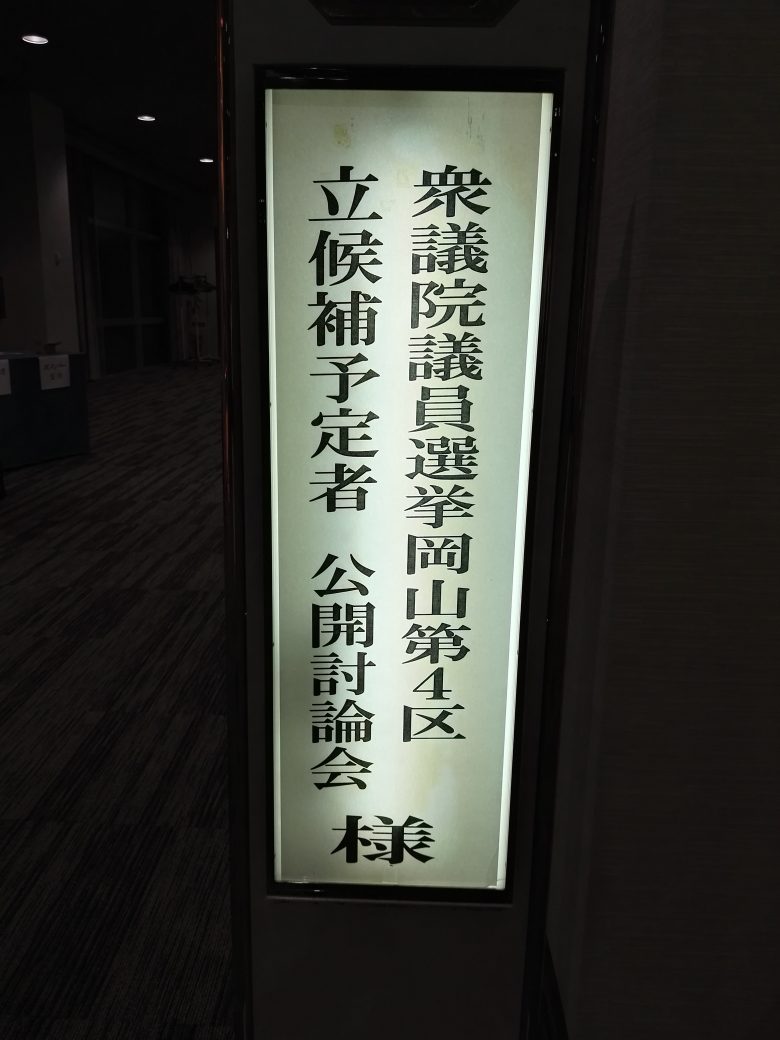 衆議院議員選挙岡山第4区
立候補予定者 公開討論会
様